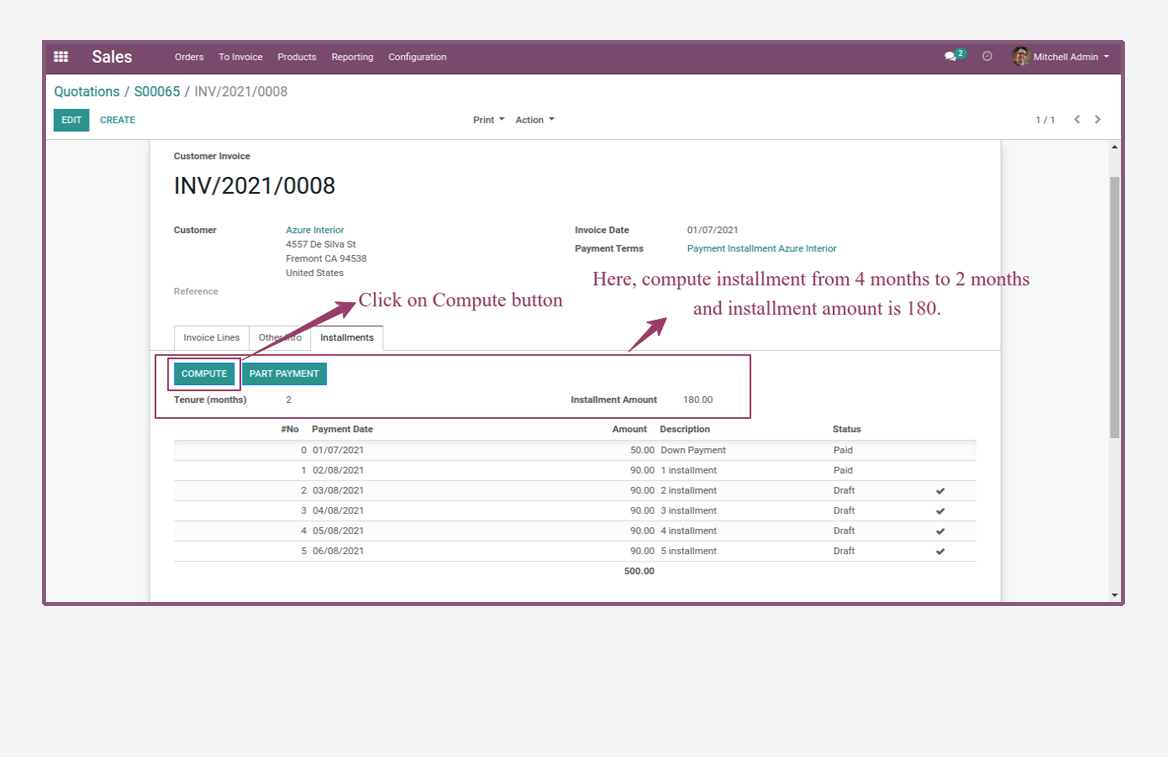 Sales Orders To Invoice Products Reporting Configuration 2 Mitchell Admin
Quotations / S00065 / INV/2021/0008
EDIT CREATE Print Action 1 / 1
Customer Invoice
INV/2021/0008
Customer Azure Interior Invoice Date 01/07/2021
4557 De Silva St Payment Terms Payment Installment Azure Interior
Fremont CA 94538
United States
Here, compute installment from 4 months to 2 months
and installment amount is 180.
Reference
Click on Compute button
Invoice Lines Other Info Installments
COMPUTE PART PAYMENT
Tenure (months) 2 Installment Amount 180.00
#No Payment Date Amount Description Status
0 01/07/2021 50.00 Down Payment Paid
1 02/08/2021 90.00 1 installment Paid
2 03/08/2021 90.00 2 installment Draft
3 04/08/2021 90.00 3 installment Draft
4 05/08/2021 90.00 4 installment Draft
5 06/08/2021 90.00 5 installment Draft
500.00